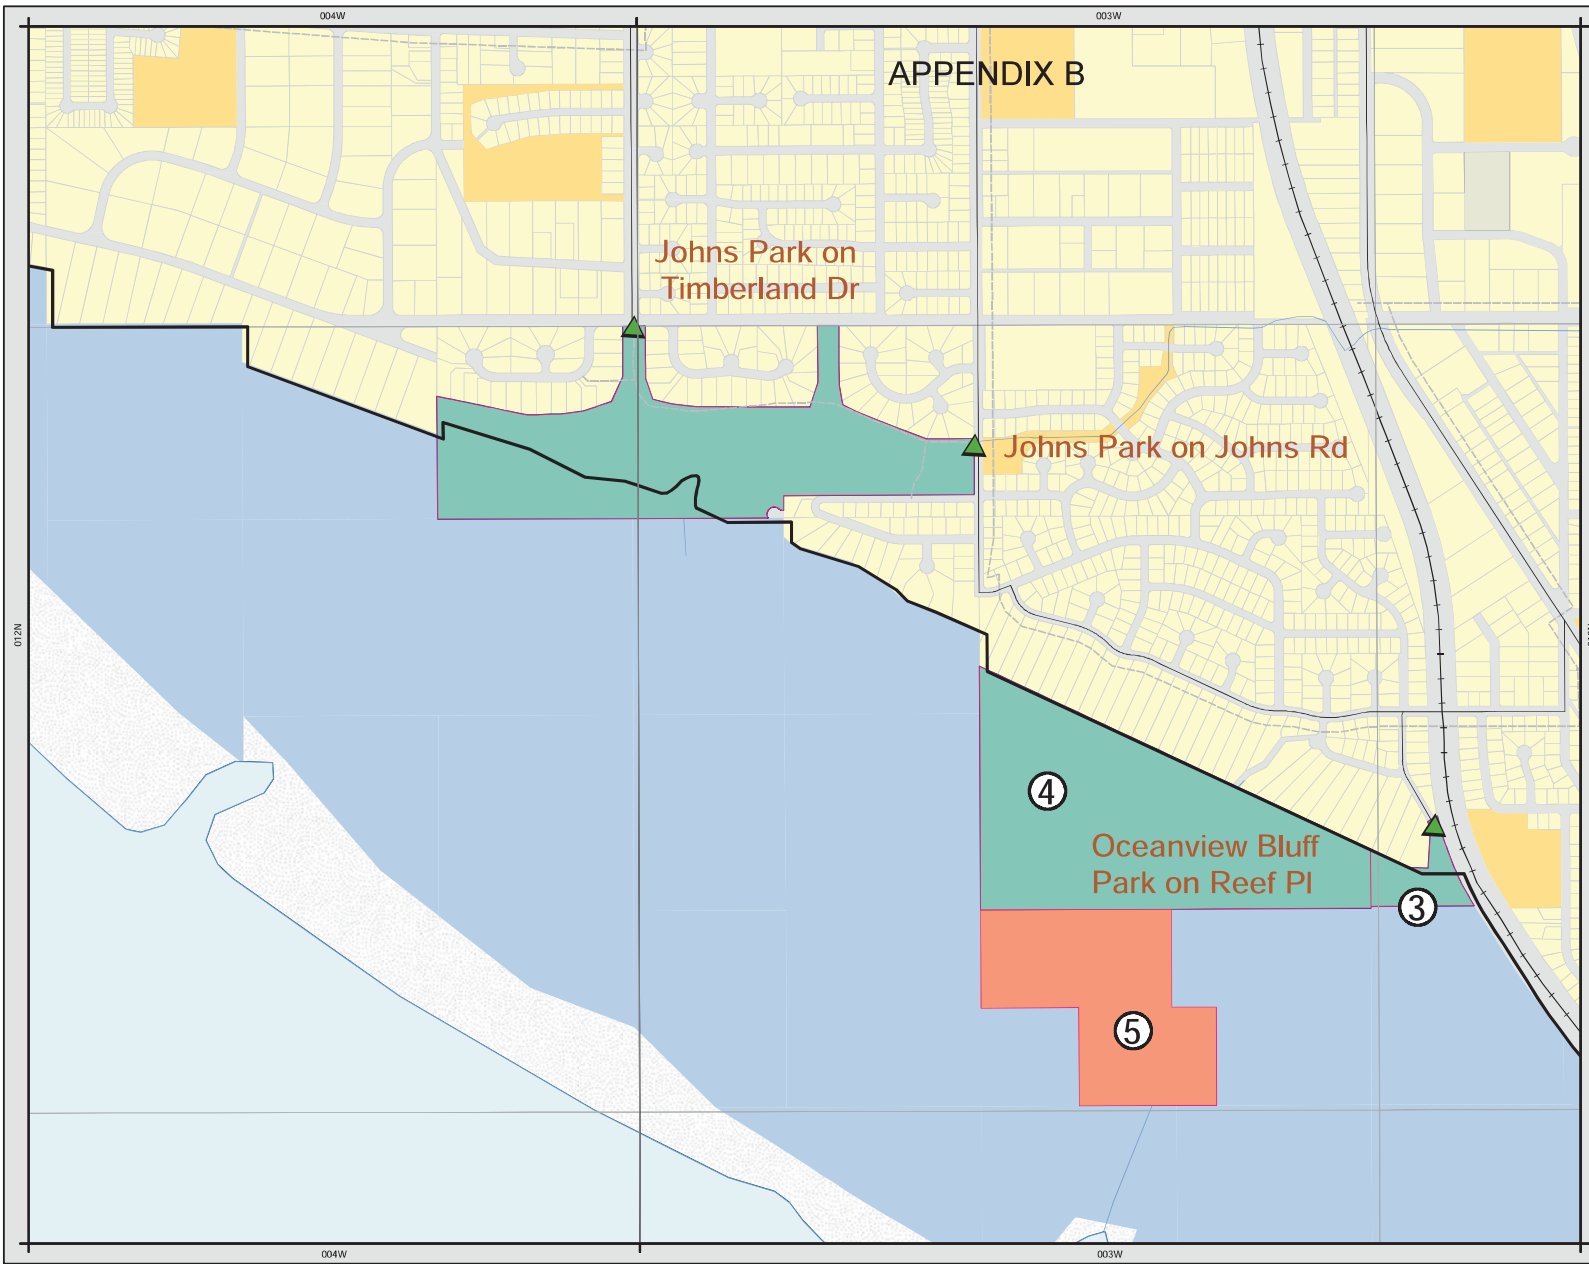 004W
003W
APPENDIX B
Johns Park on
Timberland Dr
Johns Park on Johns Rd
012N
4
Oceanview Bluff
Park on Reef Pl
3
5
004W
003W